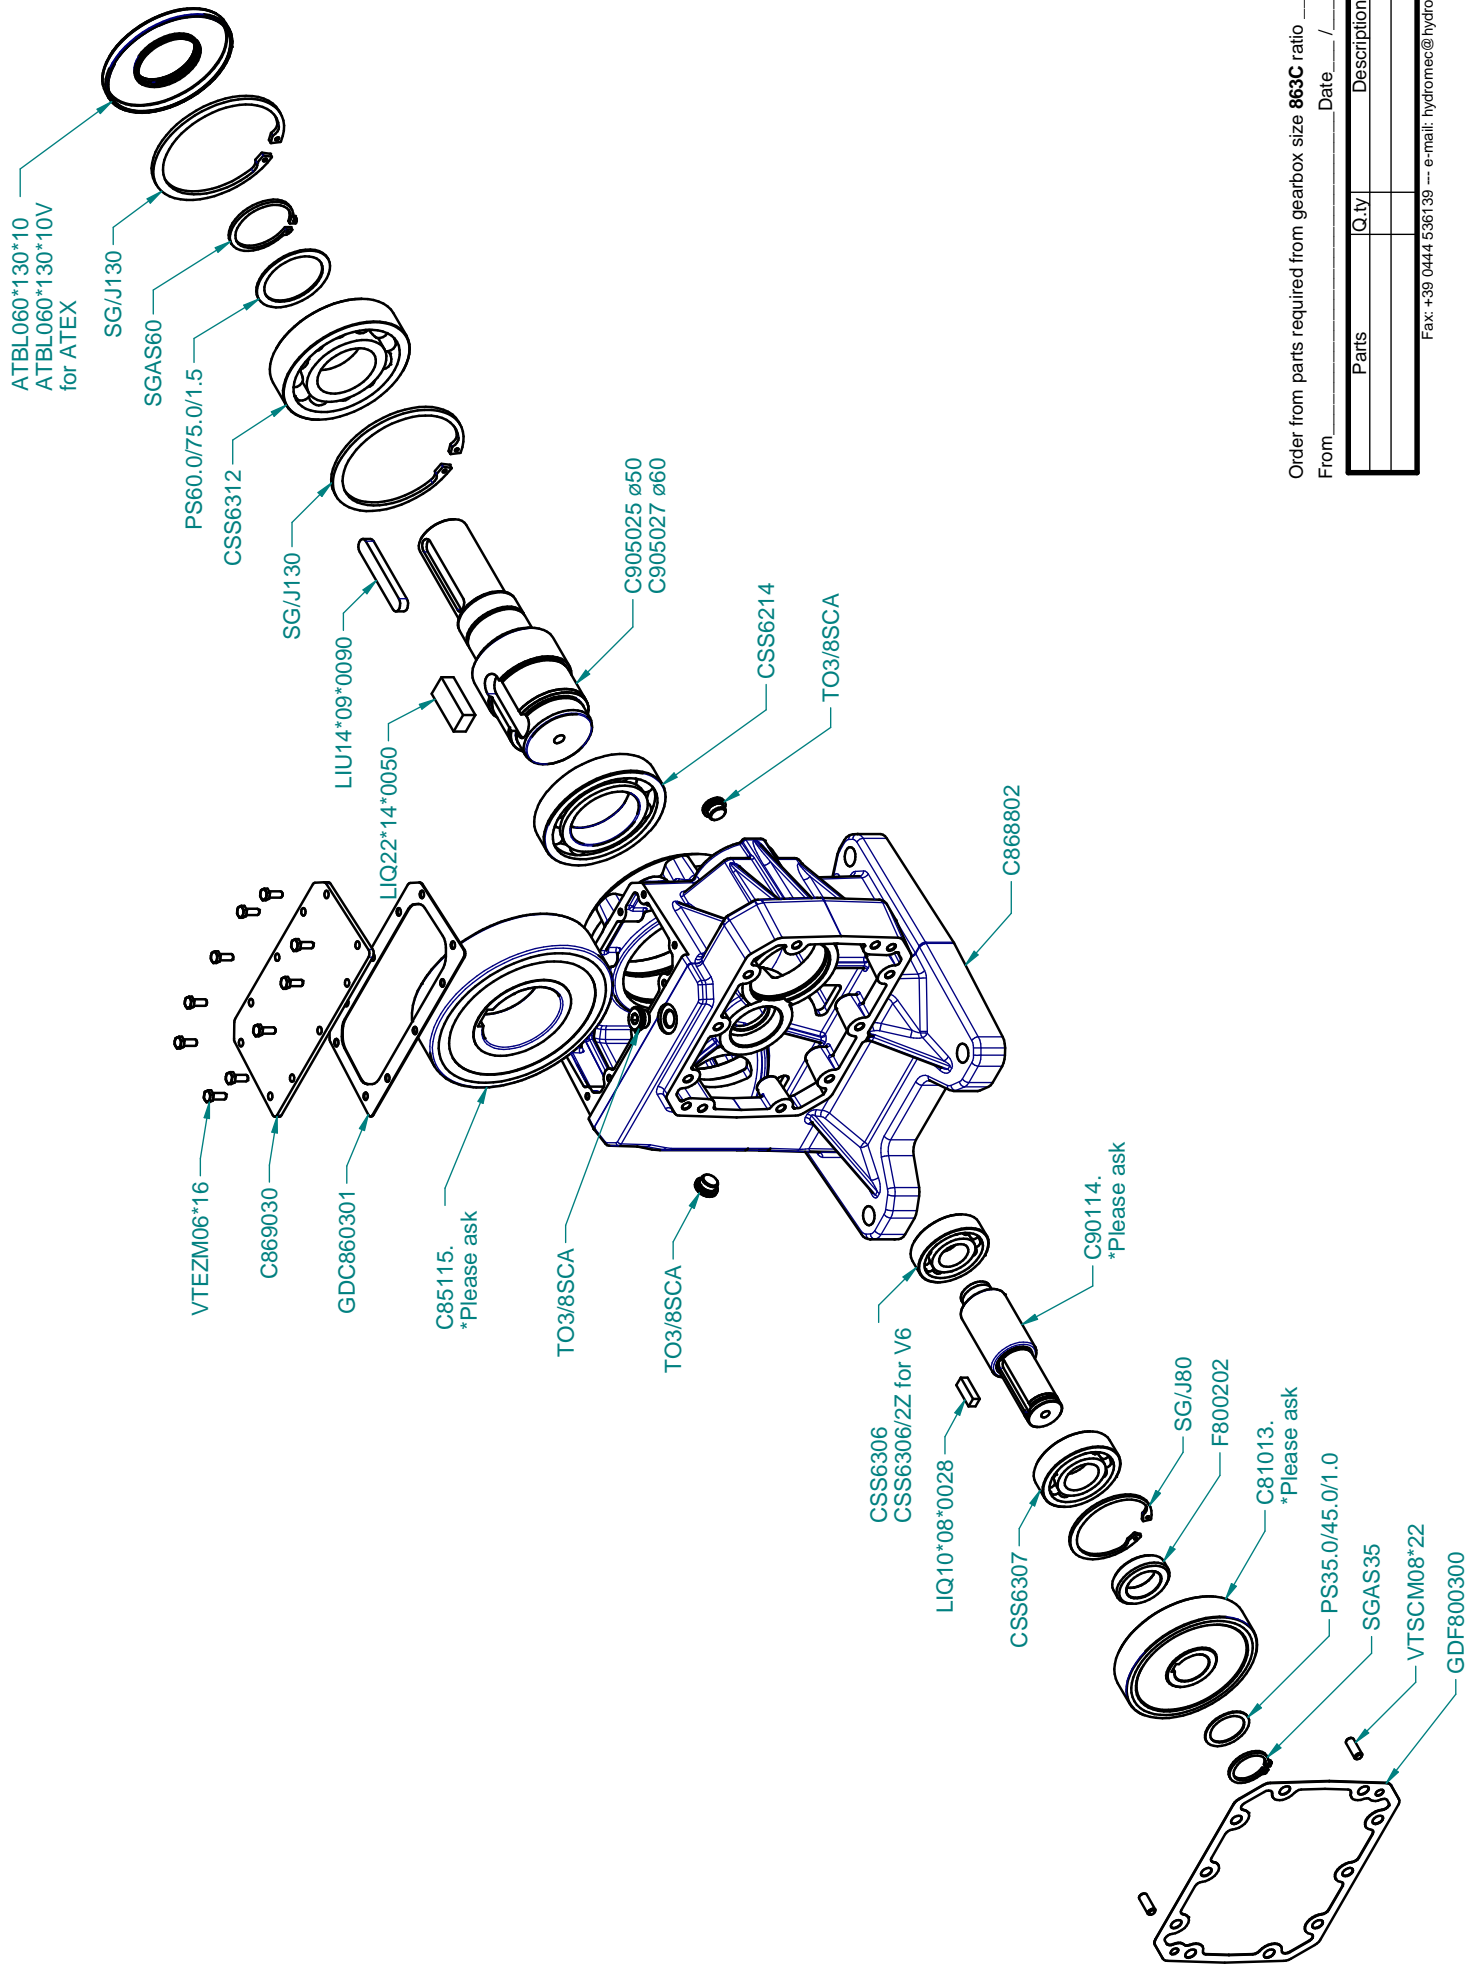 ATBL060*130*10
ATBL060*130*10V
for ATEX
SG/J130
SGAS60
PS60.0/75.0/1.5
CSS6312
SG/J130
LIU14*09*0090
LIQ22*14*0050
C905025 ø50
C905027 ø60
CSS6214
TO3/8SCA
C868802
VTEZM06*16
C869030
GDC860301
C85115.
*Please ask
TO3/8SCA
TO3/8SCA
CSS6306
CSS6306/2Z for V6
C90114.
*Please ask
LIQ10*08*0028
CSS6307
SG/J80
F800202
C81013.
*Please ask
PS35.0/45.0/1.0
SGAS35
VTSCM08*22
GDF800300
Order from parts required from gearbox size 863C ratio
From Date /
Parts Q.ty Description
Fax: +39 0444 536139 --- e-mail: hydromec@hydro